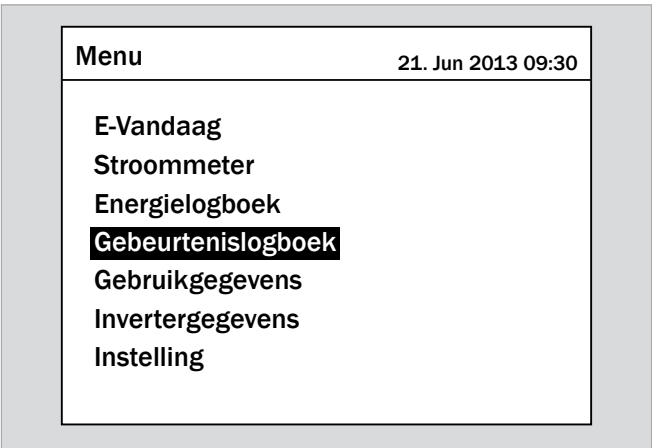 Menu 21. Jun 2013 09:30
E-Vandaag
Stroommeter
Energielogboek
Gebeurtenislogboek
Gebruikgegevens
Invertergegevens
Instelling